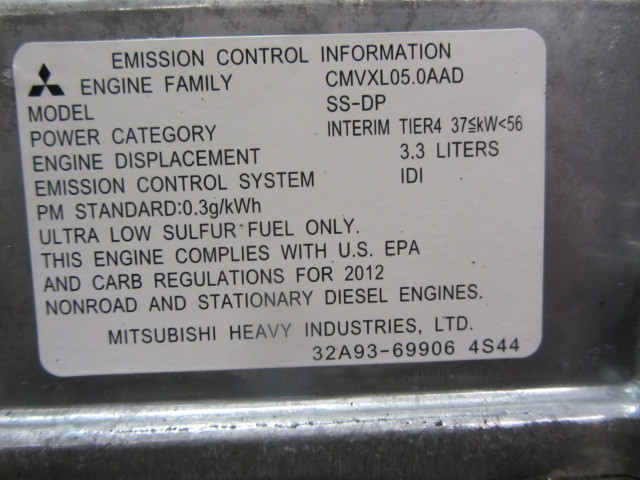 EMISSION CONTROL INFORMATION
ENGINE FAMILY CMVXL05.0AAD
MODEL SS-DP
POWER CATEGORY INTERIM TIER4 37≦kW<56
ENGINE DISPLACEMENT 3.3 LITERS
EMISSION CONTROL SYSTEM IDI
PM STANDARD:0.3g/kWh
ULTRA LOW SULFUR FUEL ONLY.
THIS ENGINE COMPLIES WITH U.S. EPA
AND CARB REGULATIONS FOR 2012
NONROAD AND STATIONARY DIESEL ENGINES.
MITSUBISHI HEAVY INDUSTRIES, LTD.
32A93-69906 4S44